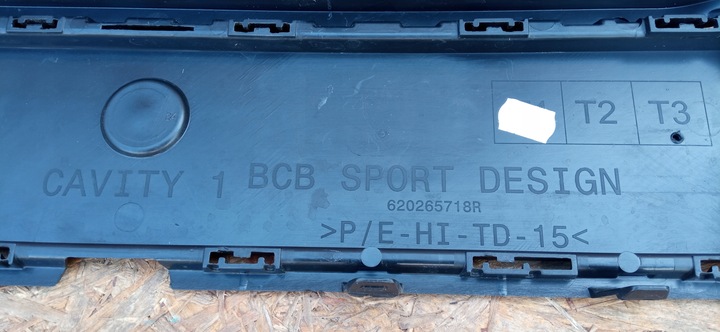 T2 T3
CAVITY 1 BCB SPORT DESIGN
620265718R
>P/E-HI-TD-15<